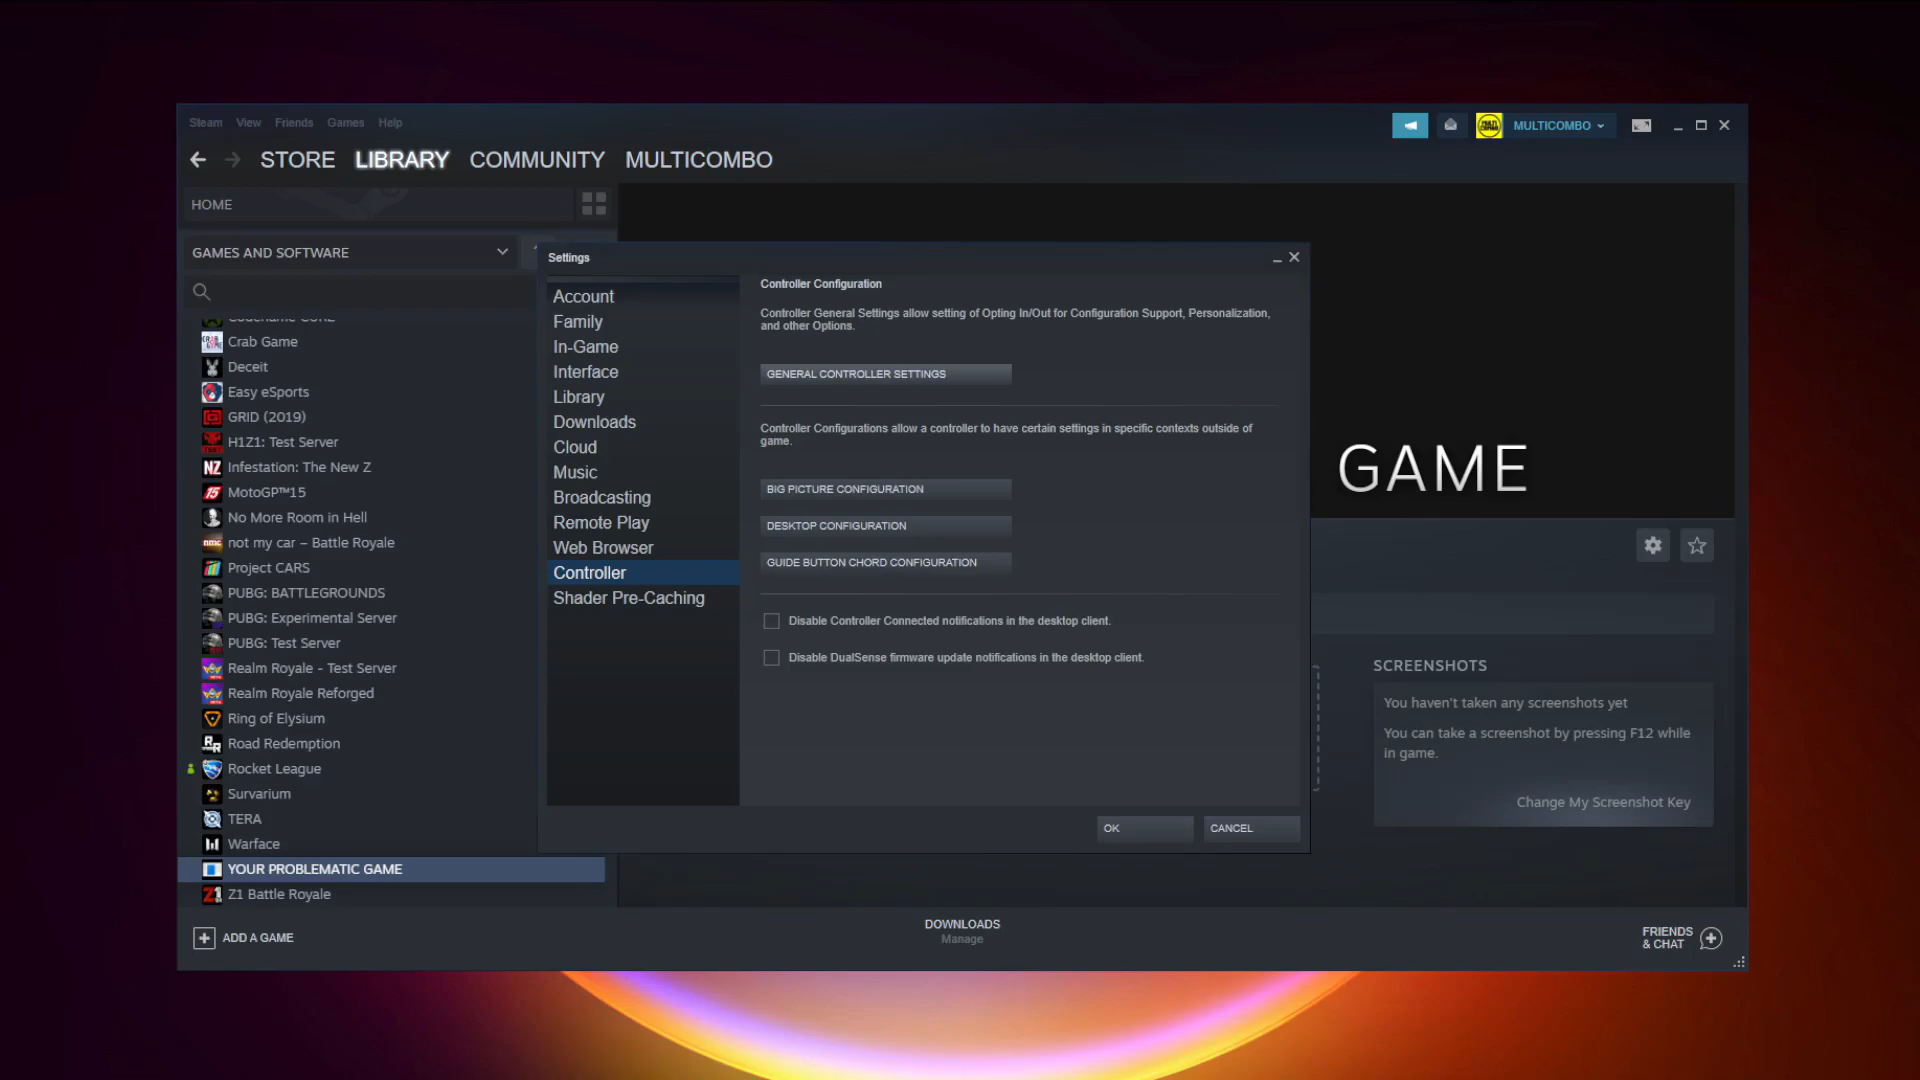 Steam View Friends Games Help
MULTICOMBO
STORE LIBRARY COMMUNITY MULTICOMBO
HOME
GAMES AND SOFTWARE
Crab Game
Deceit
Easy eSports
GRID (2019)
H1Z1: Test Server
Infestation: The New Z
MotoGP™15
No More Room in Hell
not my car – Battle Royale
Project CARS
PUBG: BATTLEGROUNDS
PUBG: Experimental Server
PUBG: Test Server
Realm Royale - Test Server
Realm Royale Reforged
Ring of Elysium
Road Redemption
Rocket League
Survarium
TERA
Warface
YOUR PROBLEMATIC GAME
Z1 Battle Royale
ADD A GAME
Settings
Account
Family
In-Game
Interface
Library
Downloads
Cloud
Music
Broadcasting
Remote Play
Web Browser
Controller
Shader Pre-Caching
Controller Configuration
Controller General Settings allow setting of Opting In/Out for Configuration Support, Personalization,
and other Options.
GENERAL CONTROLLER SETTINGS
Controller Configurations allow a controller to have certain settings in specific contexts outside of
game.
BIG PICTURE CONFIGURATION
DESKTOP CONFIGURATION
GUIDE BUTTON CHORD CONFIGURATION
Disable Controller Connected notifications in the desktop client.
Disable DualSense firmware update notifications in the desktop client.
OK
CANCEL
GAME
SCREENSHOTS
You haven't taken any screenshots yet
You can take a screenshot by pressing F12 while
in game.
Change My Screenshot Key
DOWNLOADS
Manage
FRIENDS
& CHAT